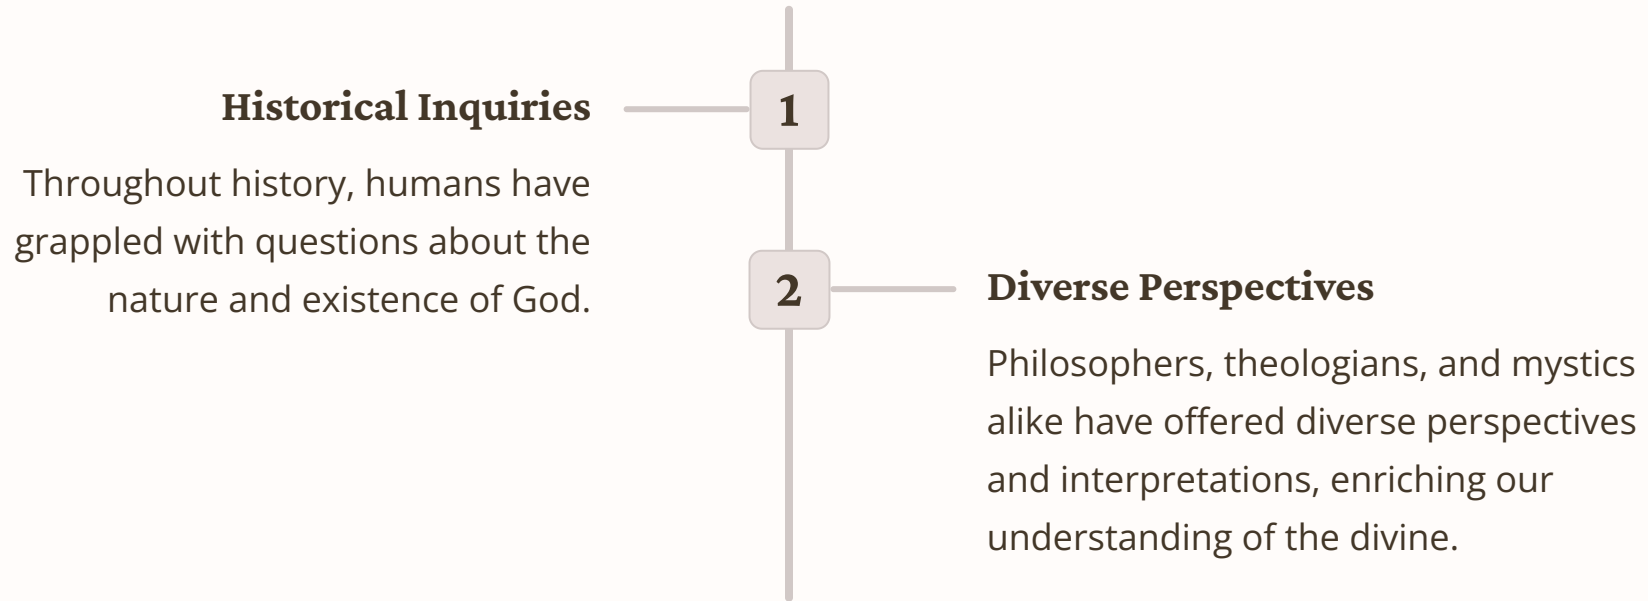 Historical Inquiries
1
Throughout history, humans have
grappled with questions about the
nature and existence of God.
2
Diverse Perspectives
Philosophers, theologians, and mystics
alike have offered diverse perspectives
and interpretations, enriching our
understanding of the divine.